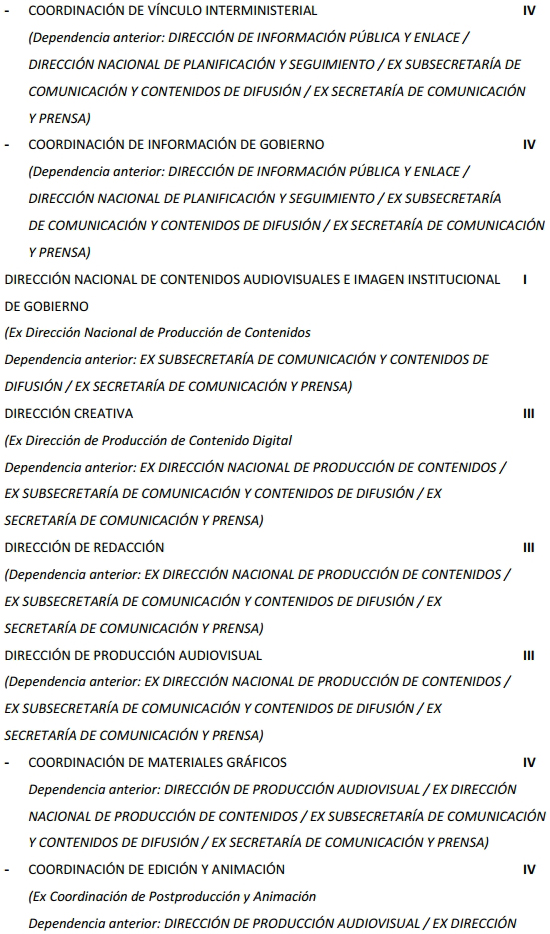 - COORDINACIÓN DE VÍNCULO INTERMINISTERIAL IV
(Dependencia anterior: DIRECCIÓN DE INFORMACIÓN PÚBLICA Y ENLACE /
DIRECCIÓN NACIONAL DE PLANIFICACIÓN Y SEGUIMIENTO / EX SUBSECRETARÍA DE
COMUNICACIÓN Y CONTENIDOS DE DIFUSIÓN / EX SECRETARÍA DE COMUNICACIÓN
Y PRENSA)
- COORDINACIÓN DE INFORMACIÓN DE GOBIERNO IV
(Dependencia anterior: DIRECCIÓN DE INFORMACIÓN PÚBLICA Y ENLACE /
DIRECCIÓN NACIONAL DE PLANIFICACIÓN Y SEGUIMIENTO / EX SUBSECRETARÍA
DE COMUNICACIÓN Y CONTENIDOS DE DIFUSIÓN / EX SECRETARÍA DE COMUNICACIÓN
Y PRENSA)
DIRECCIÓN NACIONAL DE CONTENIDOS AUDIOVISUALES E IMAGEN INSTITUCIONAL I
DE GOBIERNO
(Ex Dirección Nacional de Producción de Contenidos
Dependencia anterior: EX SUBSECRETARÍA DE COMUNICACIÓN Y CONTENIDOS DE
DIFUSIÓN / EX SECRETARÍA DE COMUNICACIÓN Y PRENSA)
DIRECCIÓN CREATIVA III
(Ex Dirección de Producción de Contenido Digital
Dependencia anterior: EX DIRECCIÓN NACIONAL DE PRODUCCIÓN DE CONTENIDOS /
EX SUBSECRETARÍA DE COMUNICACIÓN Y CONTENIDOS DE DIFUSIÓN / EX
SECRETARÍA DE COMUNICACIÓN Y PRENSA)
DIRECCIÓN DE REDACCIÓN III
(Dependencia anterior: EX DIRECCIÓN NACIONAL DE PRODUCCIÓN DE CONTENIDOS /
EX SUBSECRETARÍA DE COMUNICACIÓN Y CONTENIDOS DE DIFUSIÓN / EX
SECRETARÍA DE COMUNICACIÓN Y PRENSA)
DIRECCIÓN DE PRODUCCIÓN AUDIOVISUAL III
(Dependencia anterior: EX DIRECCIÓN NACIONAL DE PRODUCCIÓN DE CONTENIDOS /
EX SUBSECRETARÍA DE COMUNICACIÓN Y CONTENIDOS DE DIFUSIÓN / EX
SECRETARÍA DE COMUNICACIÓN Y PRENSA)
- COORDINACIÓN DE MATERIALES GRÁFICOS IV
Dependencia anterior: DIRECCIÓN DE PRODUCCIÓN AUDIOVISUAL / EX DIRECCIÓN
NACIONAL DE PRODUCCIÓN DE CONTENIDOS / EX SUBSECRETARÍA DE COMUNICACIÓN
Y CONTENIDOS DE DIFUSIÓN / EX SECRETARÍA DE COMUNICACIÓN Y PRENSA)
- COORDINACIÓN DE EDICIÓN Y ANIMACIÓN IV
(Ex Coordinación de Postproducción y Animación
Dependencia anterior: DIRECCIÓN DE PRODUCCIÓN AUDIOVISUAL / EX DIRECCIÓN